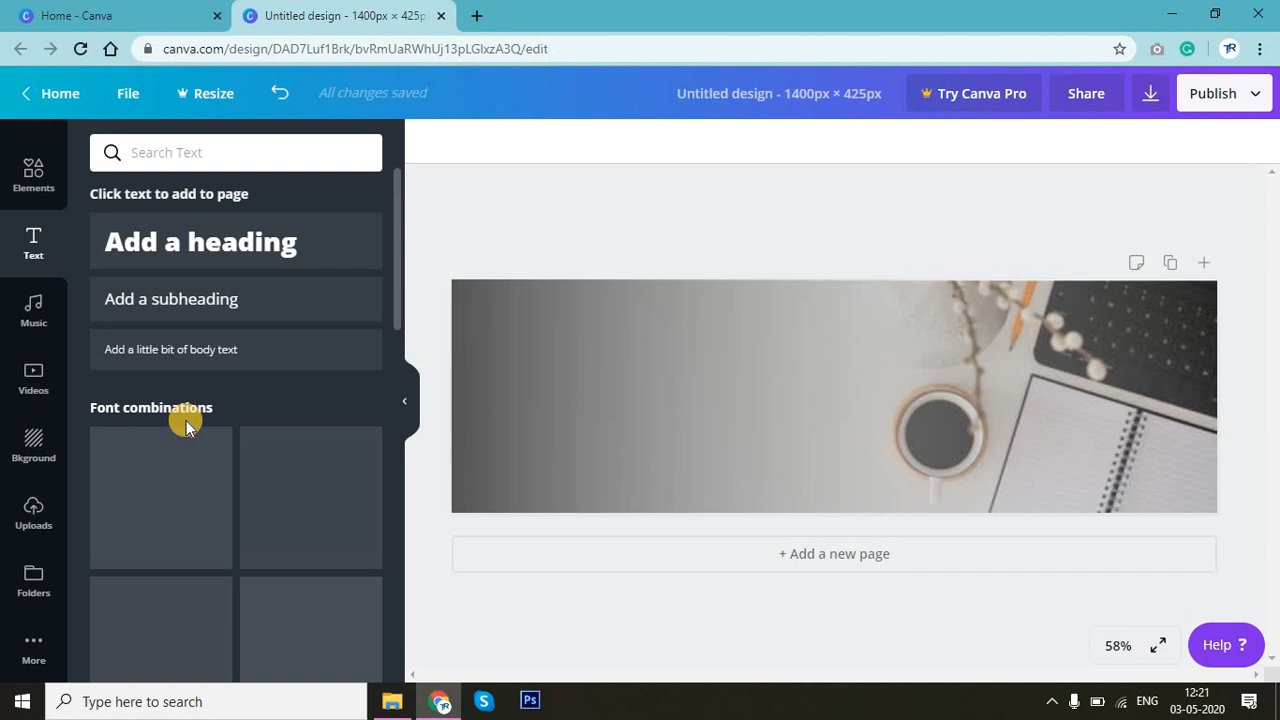 Home - Canva
Untitled design - 1400px × 425p
canva.com/design/DAD7Luf1Brk/bvRmUaRWhUj13pLGlxzA3Q/edit
Home
File
Resize
All changes saved
Untitled design - 1400px × 425px
Try Canva Pro
Share
Publish
Search Text
Elements
Click text to add to page
Add a heading
Text
Add a subheading
Music
Add a little bit of body text
Videos
Font combinations
Bkground
Uploads
+ Add a new page
Folders
58%
Help ?
More
Type here to search
Ps
ENG
12:21
03-05-2020